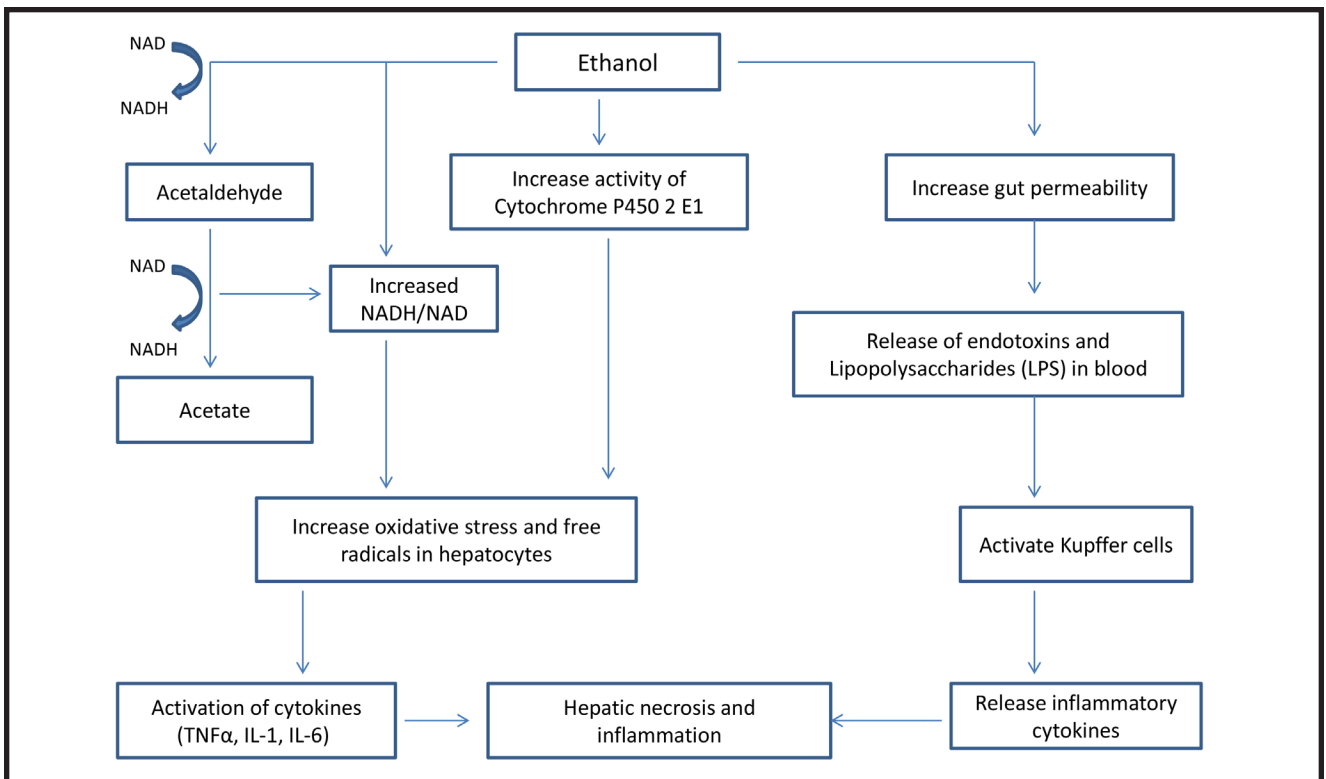 NAD
NADH
Ethanol
Acetaldehyde
Increase activity of
Cytochrome P450 2 E1
Increase gut permeability
NAD
NADH
Increased
NADH/NAD
Release of endotoxins and
Lipopolysaccharides (LPS) in blood
Acetate
Increase oxidative stress and free
radicals in hepatocytes
Activate Kupffer cells
Activation of cytokines
(TNFα, IL-1, IL-6)
Hepatic necrosis and
inflammation
Release inflammatory
cytokines